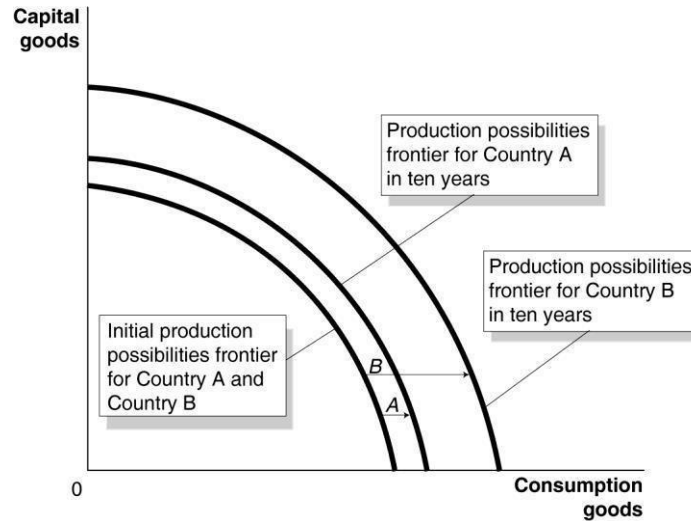 Capital
goods
Production possibilities
frontier for Country A
in ten years
Production possibilities
frontier for Country B
in ten years
Initial production
possibilities frontier
for Country A and
Country B
B
A
0
Consumption
goods